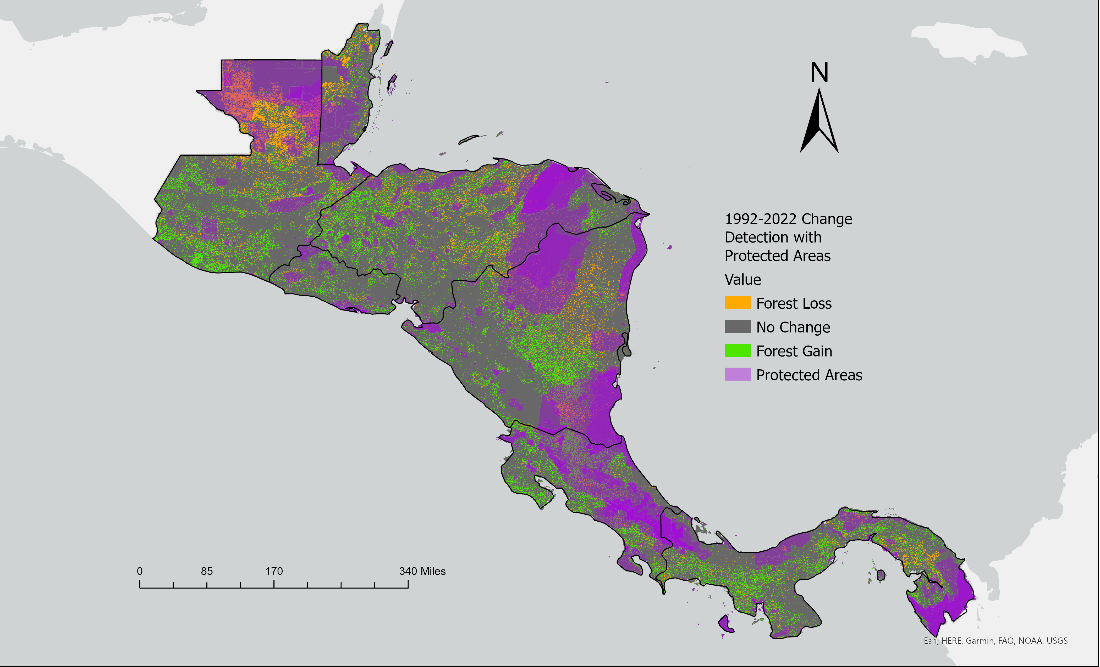 N
1992-2022 Change
Detection with
Protected Areas
Value
Forest Loss
No Change
Forest Gain
Protected Areas
0 85 170 340 Miles
Esri, HERE, Garmin, FAO, NOAA, USGS